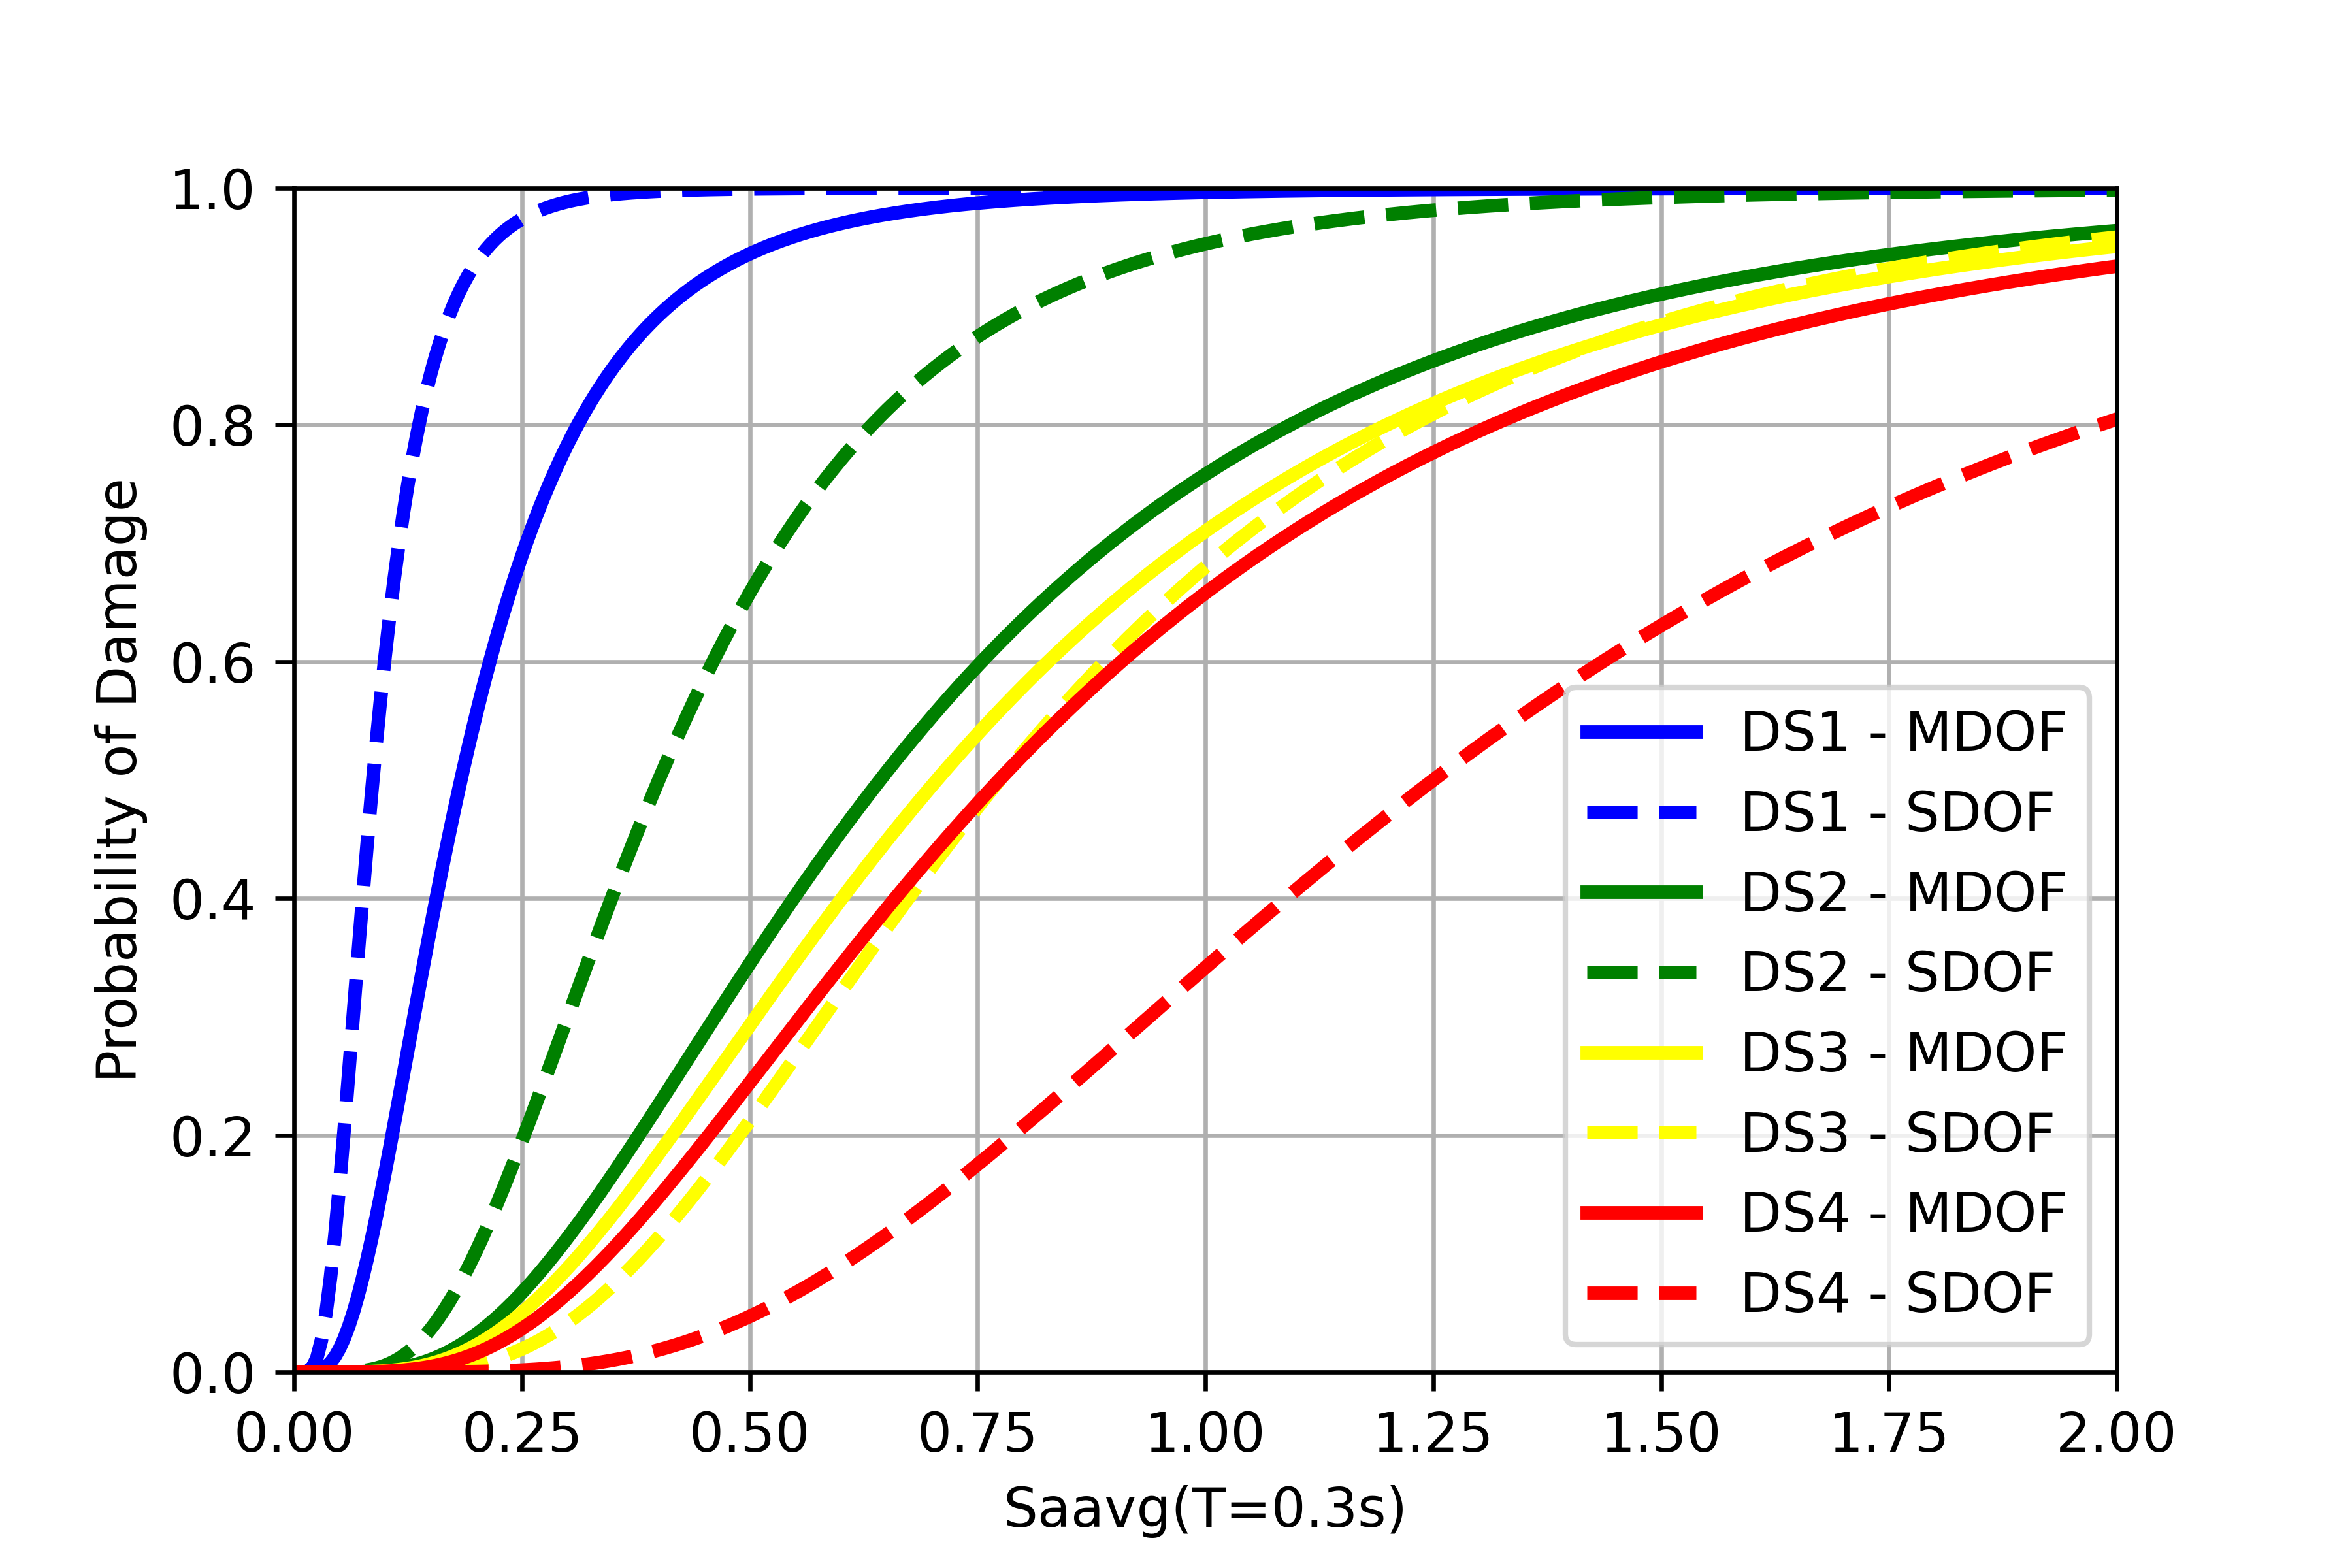 1.0
0.8
0.6
0.4
0.2
0.0
Probability of Damage
0.00 0.25 0.50 0.75 1.00 1.25 1.50 1.75 2.00
Saavg(T=0.3s)
DS1 - MDOF
DS1 - SDOF
DS2 - MDOF
DS2 - SDOF
DS3 - MDOF
DS3 - SDOF
DS4 - MDOF
DS4 - SDOF